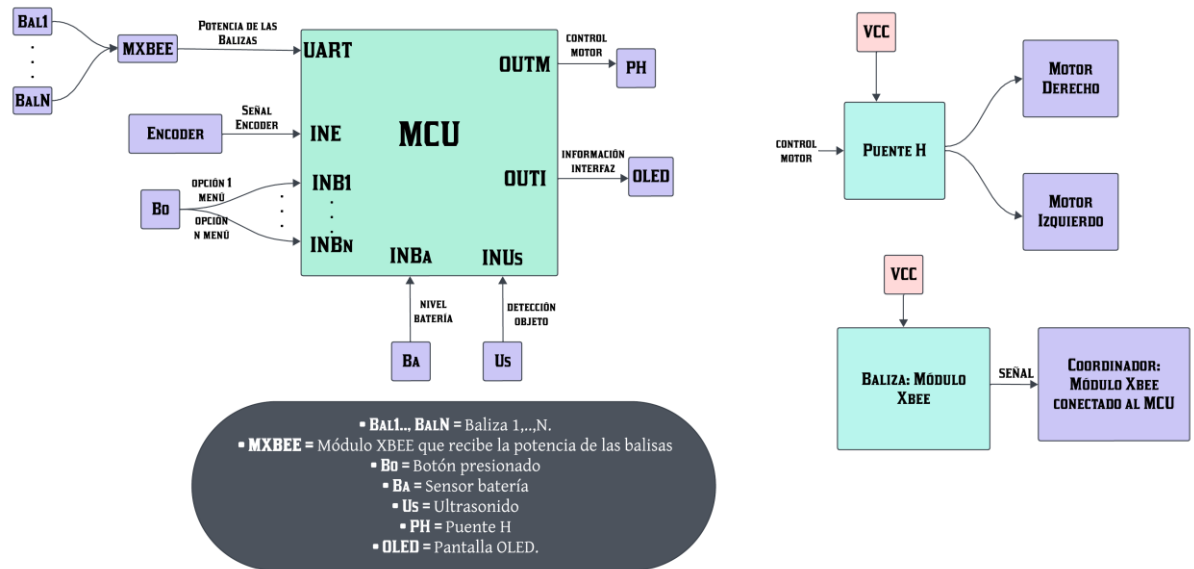 Bal1
.
.
.
BalN
MXBEE
Potencia de las
Balizas
UART
Encoder
Señal
Encoder
INE
Bo
opción 1
menú
opción
n menú
INB1
.
.
.
.
.
.
INBn
MCU
OUTM
control
motor
PH
OUTI
información
interfaz
OLED
INBa
INUs
nivel
batería
detección
objeto
Ba
Us
▪ Bal1.., BalN = Baliza 1,..,N.
▪ MXBEE = Módulo XBEE que recibe la potencia de las balisas
▪ Bo = Botón presionado
▪ Ba = Sensor batería
▪ Us = Ultrasonido
▪ PH = Puente H
▪ OLED = Pantalla OLED.
VCC
control
motor
Puente H
Motor
Derecho
Motor
Izquierdo
VCC
Baliza: Módulo
Xbee
señal
Coordinador:
Módulo Xbee
conectado al MCU